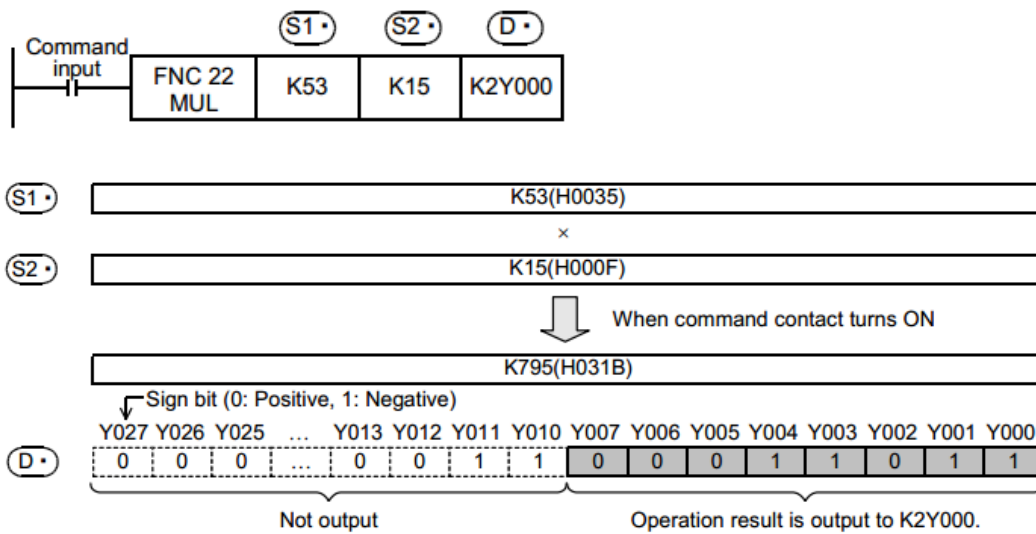 S1・ S2・ D・
Command
input
FNC 22
MUL
K53 K15 K2Y000
S1・ K53(H0035)
×
S2・ K15(H000F)
When command contact turns ON
K795(H031B)
Sign bit (0: Positive, 1: Negative)
Y027 Y026 Y025 ... Y013 Y012 Y011 Y010 Y007 Y006 Y005 Y004 Y003 Y002 Y001 Y000
D・ 0 0 0 ... 0 0 1 1 0 0 0 1 1 0 1 1
Not output Operation result is output to K2Y000.